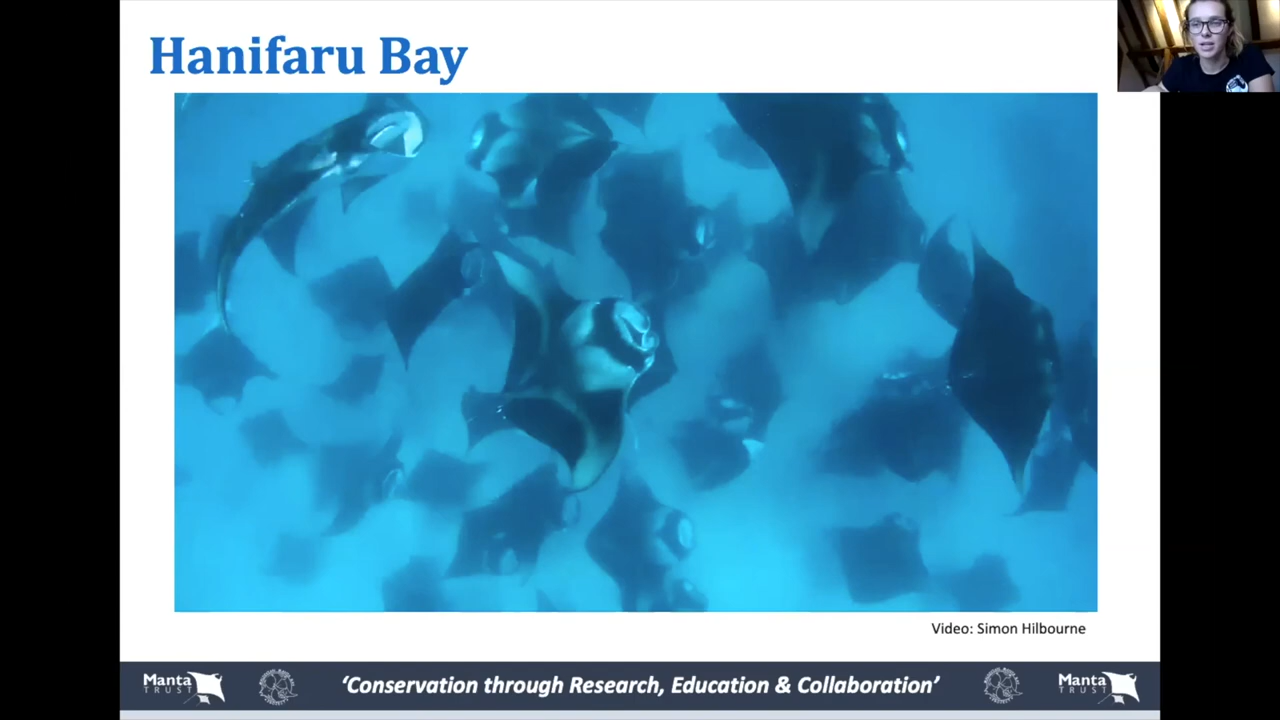 Hanifaru Bay
Video: Simon Hilbourne
Manta
TRUST
‘Conservation through Research, Education & Collaboration’
Manta
TRUST